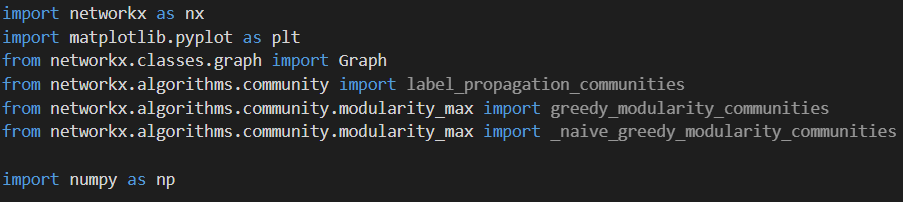 import networkx as nx
import matplotlib.pyplot as plt
from networkx.classes.graph import Graph
from networkx.algorithms.community import label_propagation_communities
from networkx.algorithms.community.modularity_max import greedy_modularity_communities
from networkx.algorithms.community.modularity_max import _naive_greedy_modularity_communities
import numpy as np